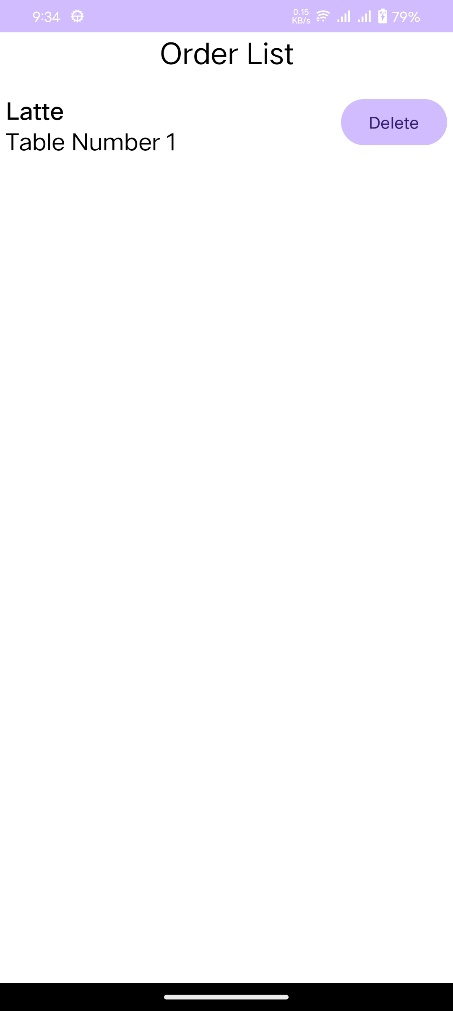 9:34
0.15
KB/s
79%
Order List
Latte
Table Number 1
Delete